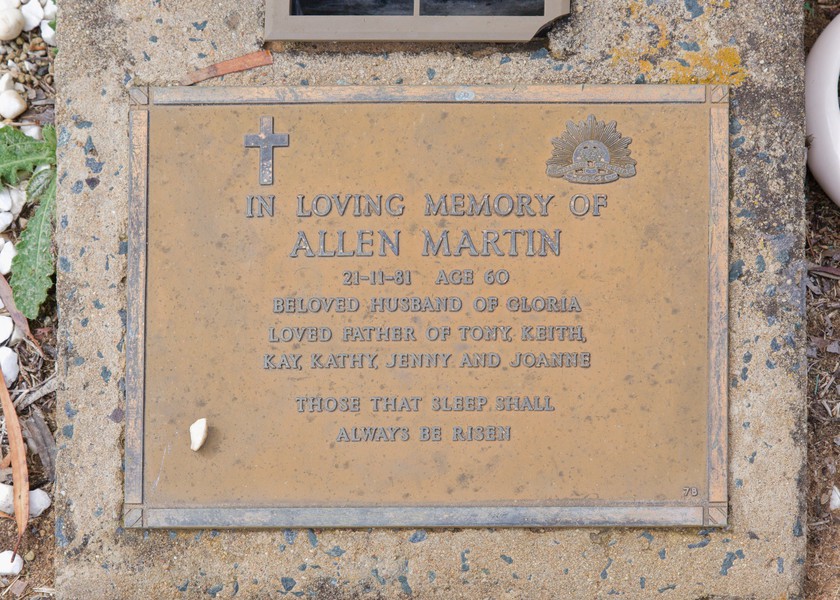 IN LOVING MEMORY OF
ALLEN MARTIN
21-11-81 AGE 60
BELOVED HUSBAND OF GLORIA
LOVED FATHER OF TONY, KEITH,
KAY, KATHY, JENNY AND JOANNE
THOSE THAT SLEEP SHALL
ALWAYS BE RISEN
7B